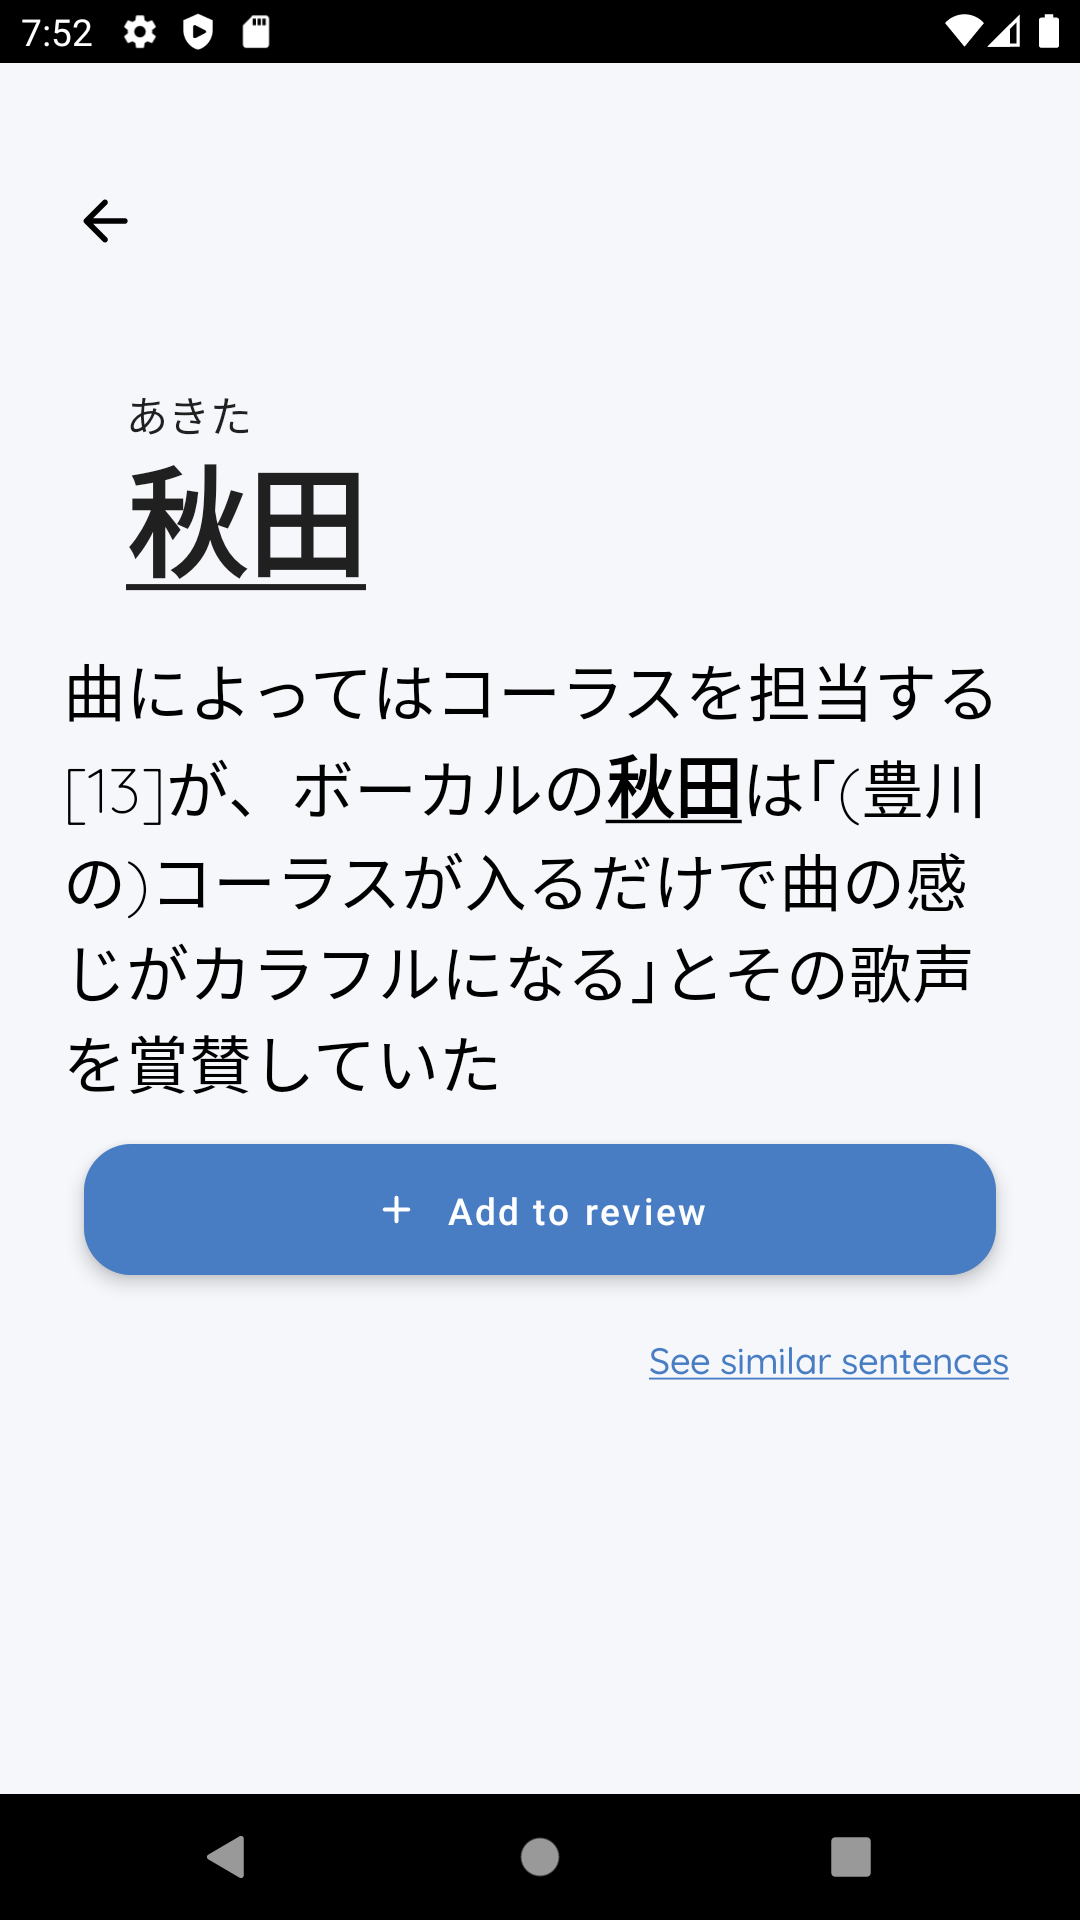 7:52
あきた
秋田
曲によってはコーラスを担当する
[13]が、ボーカルの秋田は「(豊川
の)コーラスが入るだけで曲の感
じがカラフルになる」とその歌声
を賞賛していた
+ Add to review
See similar sentences